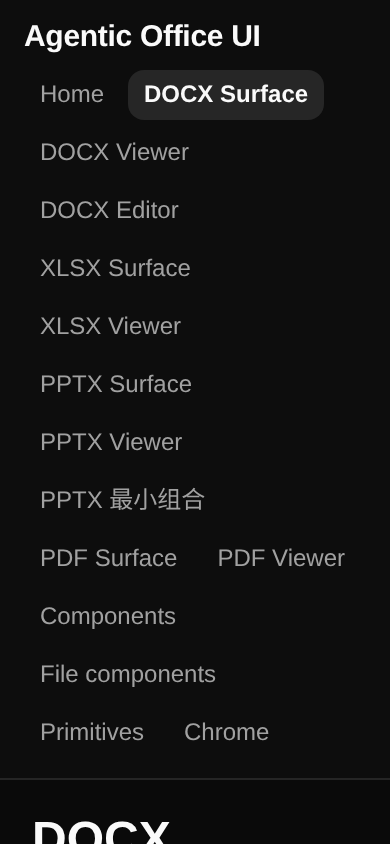 Agentic Office UI
Home DOCX Surface
DOCX Viewer
DOCX Editor
XLSX Surface
XLSX Viewer
PPTX Surface
PPTX Viewer
PPTX 最小组合
PDF Surface PDF Viewer
Components
File components
Primitives Chrome
DOCX